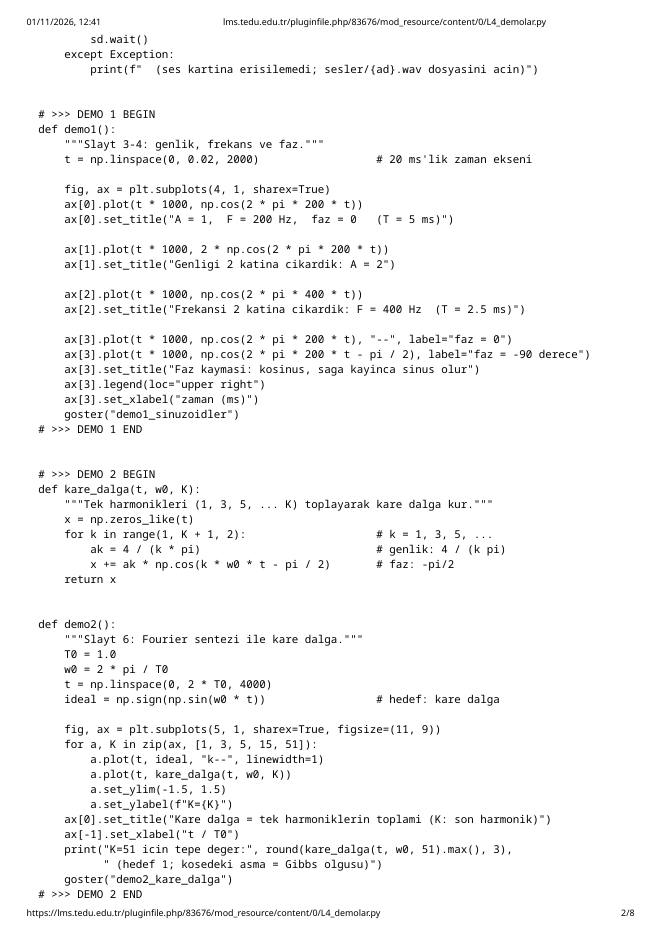 01/11/2026, 12:41 lms.tedu.edu.tr/pluginfile.php/83676/mod_resource/content/0/L4_demolar.py
        sd.wait()
    except Exception:
        print(f"  (ses kartina erisilemedi; sesler/{ad}.wav dosyasini acin)")
# >>> DEMO 1 BEGIN
def demo1():
    """Slayt 3-4: genlik, frekans ve faz."""
    t = np.linspace(0, 0.02, 2000)                  # 20 ms'lik zaman ekseni
    fig, ax = plt.subplots(4, 1, sharex=True)
    ax[0].plot(t * 1000, np.cos(2 * pi * 200 * t))
    ax[0].set_title("A = 1,  F = 200 Hz,  faz = 0   (T = 5 ms)")
    ax[1].plot(t * 1000, 2 * np.cos(2 * pi * 200 * t))
    ax[1].set_title("Genligi 2 katina cikardik: A = 2")
    ax[2].plot(t * 1000, np.cos(2 * pi * 400 * t))
    ax[2].set_title("Frekansi 2 katina cikardik: F = 400 Hz  (T = 2.5 ms)")
    ax[3].plot(t * 1000, np.cos(2 * pi * 200 * t), "--", label="faz = 0")
    ax[3].plot(t * 1000, np.cos(2 * pi * 200 * t - pi / 2), label="faz = -90 derece")
    ax[3].set_title("Faz kaymasi: kosinus, saga kayinca sinus olur")
    ax[3].legend(loc="upper right")
    ax[3].set_xlabel("zaman (ms)")
    goster("demo1_sinuzoidler")
# >>> DEMO 1 END
# >>> DEMO 2 BEGIN
def kare_dalga(t, w0, K):
    """Tek harmonikleri (1, 3, 5, ... K) toplayarak kare dalga kur."""
    x = np.zeros_like(t)
    for k in range(1, K + 1, 2):                    # k = 1, 3, 5, ...
        ak = 4 / (k * pi)                           # genlik: 4 / (k pi)
        x += ak * np.cos(k * w0 * t - pi / 2)       # faz: -pi/2
    return x
def demo2():
    """Slayt 6: Fourier sentezi ile kare dalga."""
    T0 = 1.0
    w0 = 2 * pi / T0
    t = np.linspace(0, 2 * T0, 4000)
    ideal = np.sign(np.sin(w0 * t))                 # hedef: kare dalga
    fig, ax = plt.subplots(5, 1, sharex=True, figsize=(11, 9))
    for a, K in zip(ax, [1, 3, 5, 15, 51]):
        a.plot(t, ideal, "k--", linewidth=1)
        a.plot(t, kare_dalga(t, w0, K))
        a.set_ylim(-1.5, 1.5)
        a.set_ylabel(f"K={K}")
    ax[0].set_title("Kare dalga = tek harmoniklerin toplami (K: son harmonik)")
    ax[-1].set_xlabel("t / T0")
    print("K=51 icin tepe deger:", round(kare_dalga(t, w0, 51).max(), 3),
          " (hedef 1; kosedeki asma = Gibbs olgusu)")
    goster("demo2_kare_dalga")
# >>> DEMO 2 END
https://lms.tedu.edu.tr/pluginfile.php/83676/mod_resource/content/0/L4_demolar.py 2/8